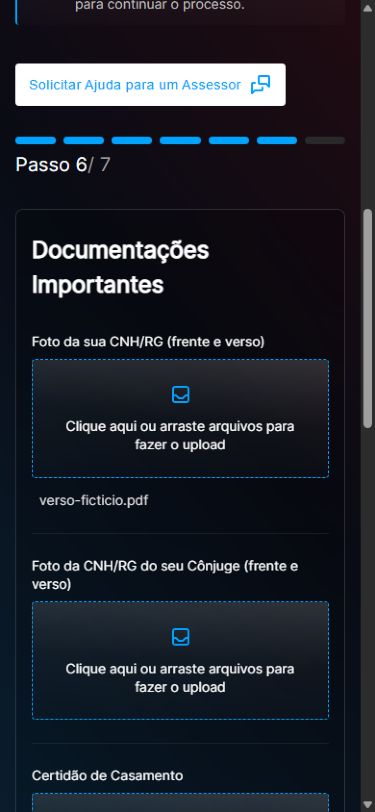 para continuar o processo.
Solicitar Ajuda para um Assessor
Passo 6/ 7
Documentações
Importantes
Foto da sua CNH/RG (frente e verso)
Clique aqui ou arraste arquivos para
fazer o upload
verso-ficticio.pdf
Foto da CNH/RG do seu Cônjuge (frente e
verso)
Clique aqui ou arraste arquivos para
fazer o upload
Certidão de Casamento